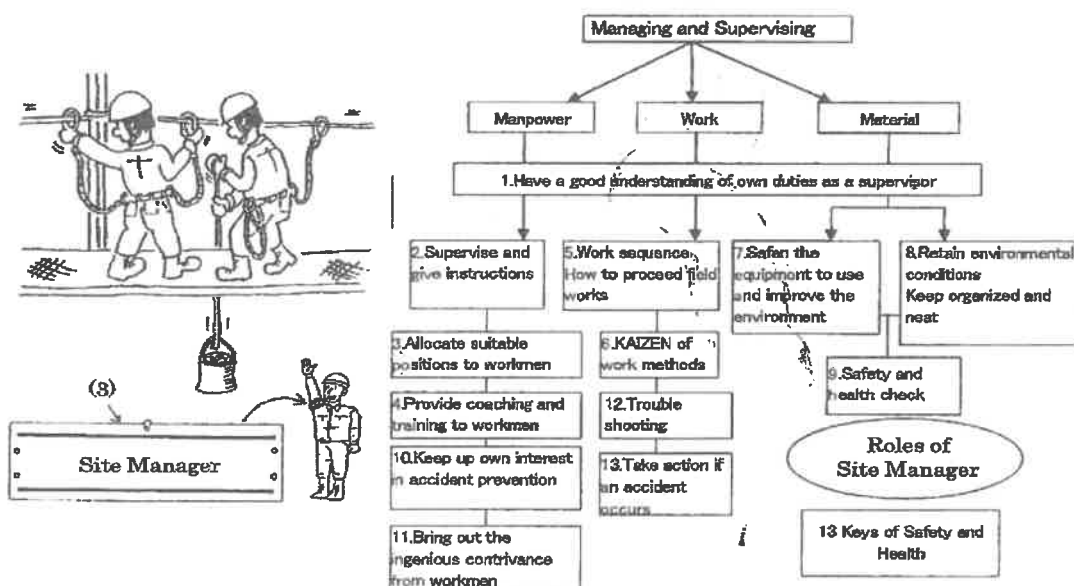 Managing and Supervising
Manpower
Work
Material
1.Have a good understanding of own duties as a supervisor
2.Supervise and
give instructions
5.Work sequence
How to proceed field
works
7.Safen the
equipment to use
and improve the
environment
8.Retain environmental
conditions
Keep organized and
neat
3.Allocate suitable
positions to workmen
6.KAIZEN of
work methods
9.Safety and
health check
4.Provide coaching and
training to workmen
12.Trouble
shooting
10.Keep up own interest
in accident prevention
13.Take action if
an accident
occurs
11.Bring out the
ingenious contrivance
from workmen
(3)
Site Manager
Roles of
Site Manager
13 Keys of Safety and
Health